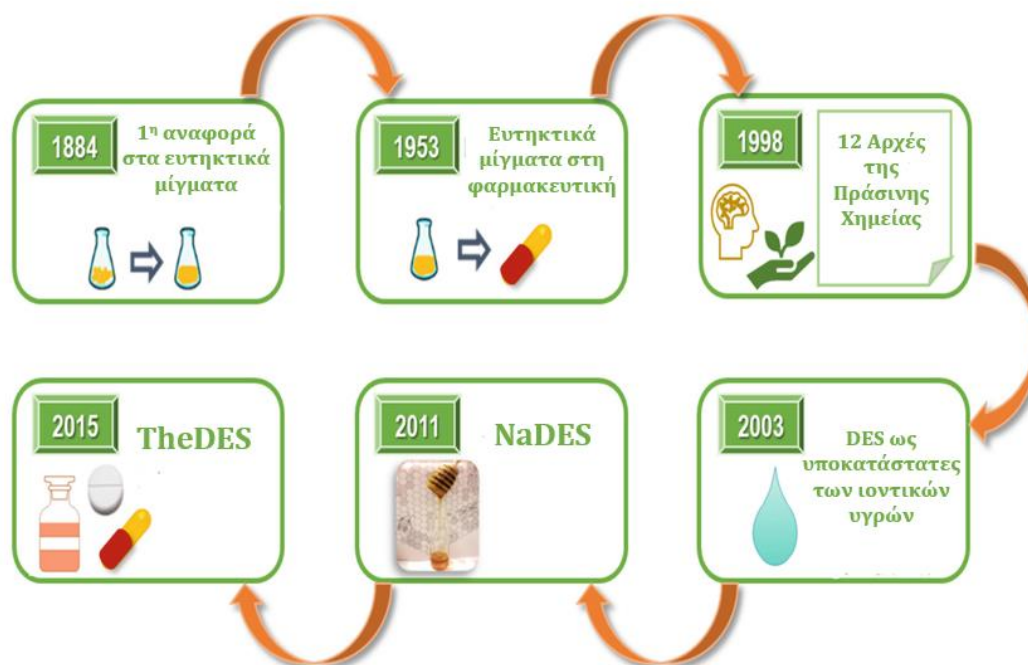 1884
1η αναφορά
στα ευτηκτικά
μίγματα
1953
Ευτηκτικά
μίγματα στη
φαρμακευτική
1998
12 Αρχές
της
Πράσινης
Χημείας
2003
DES ως
υποκατάστατες
των ιοντικών
υγρών
2011
NaDES
2015
TheDES